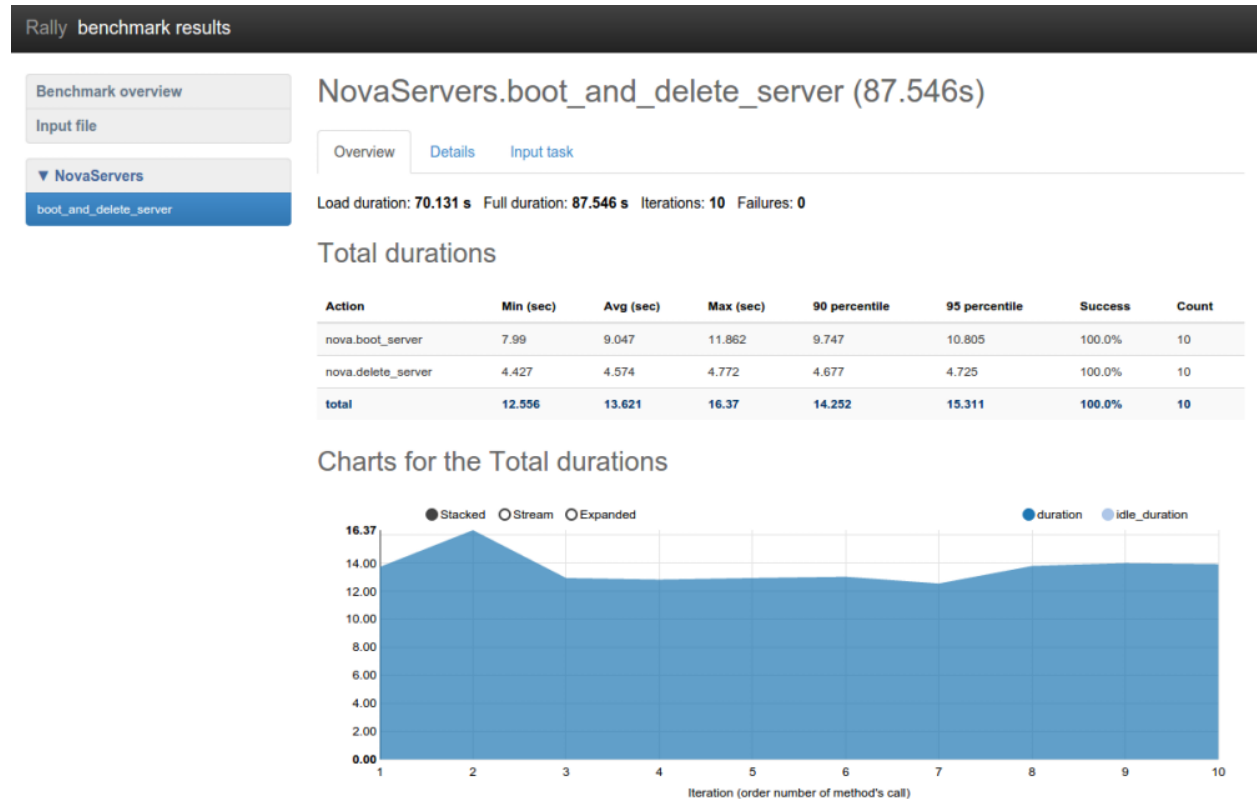 Rally benchmark results
Benchmark overview
Input file
▼ NovaServers
boot_and_delete_server
NovaServers.boot_and_delete_server (87.546s)
Overview Details Input task
Load duration: 70.131 s Full duration: 87.546 s Iterations: 10 Failures: 0
Total durations
Action Min (sec) Avg (sec) Max (sec) 90 percentile 95 percentile Success Count
nova.boot_server 7.99 9.047 11.862 9.747 10.805 100.0% 10
nova.delete_server 4.427 4.574 4.772 4.677 4.725 100.0% 10
total 12.556 13.621 16.37 14.252 15.311 100.0% 10
Charts for the Total durations
Stacked Stream Expanded duration idle_duration
16.37
14.00
12.00
10.00
8.00
6.00
4.00
2.00
0.00
1 2 3 4 5 6 7 8 9 10
Iteration (order number of method's call)